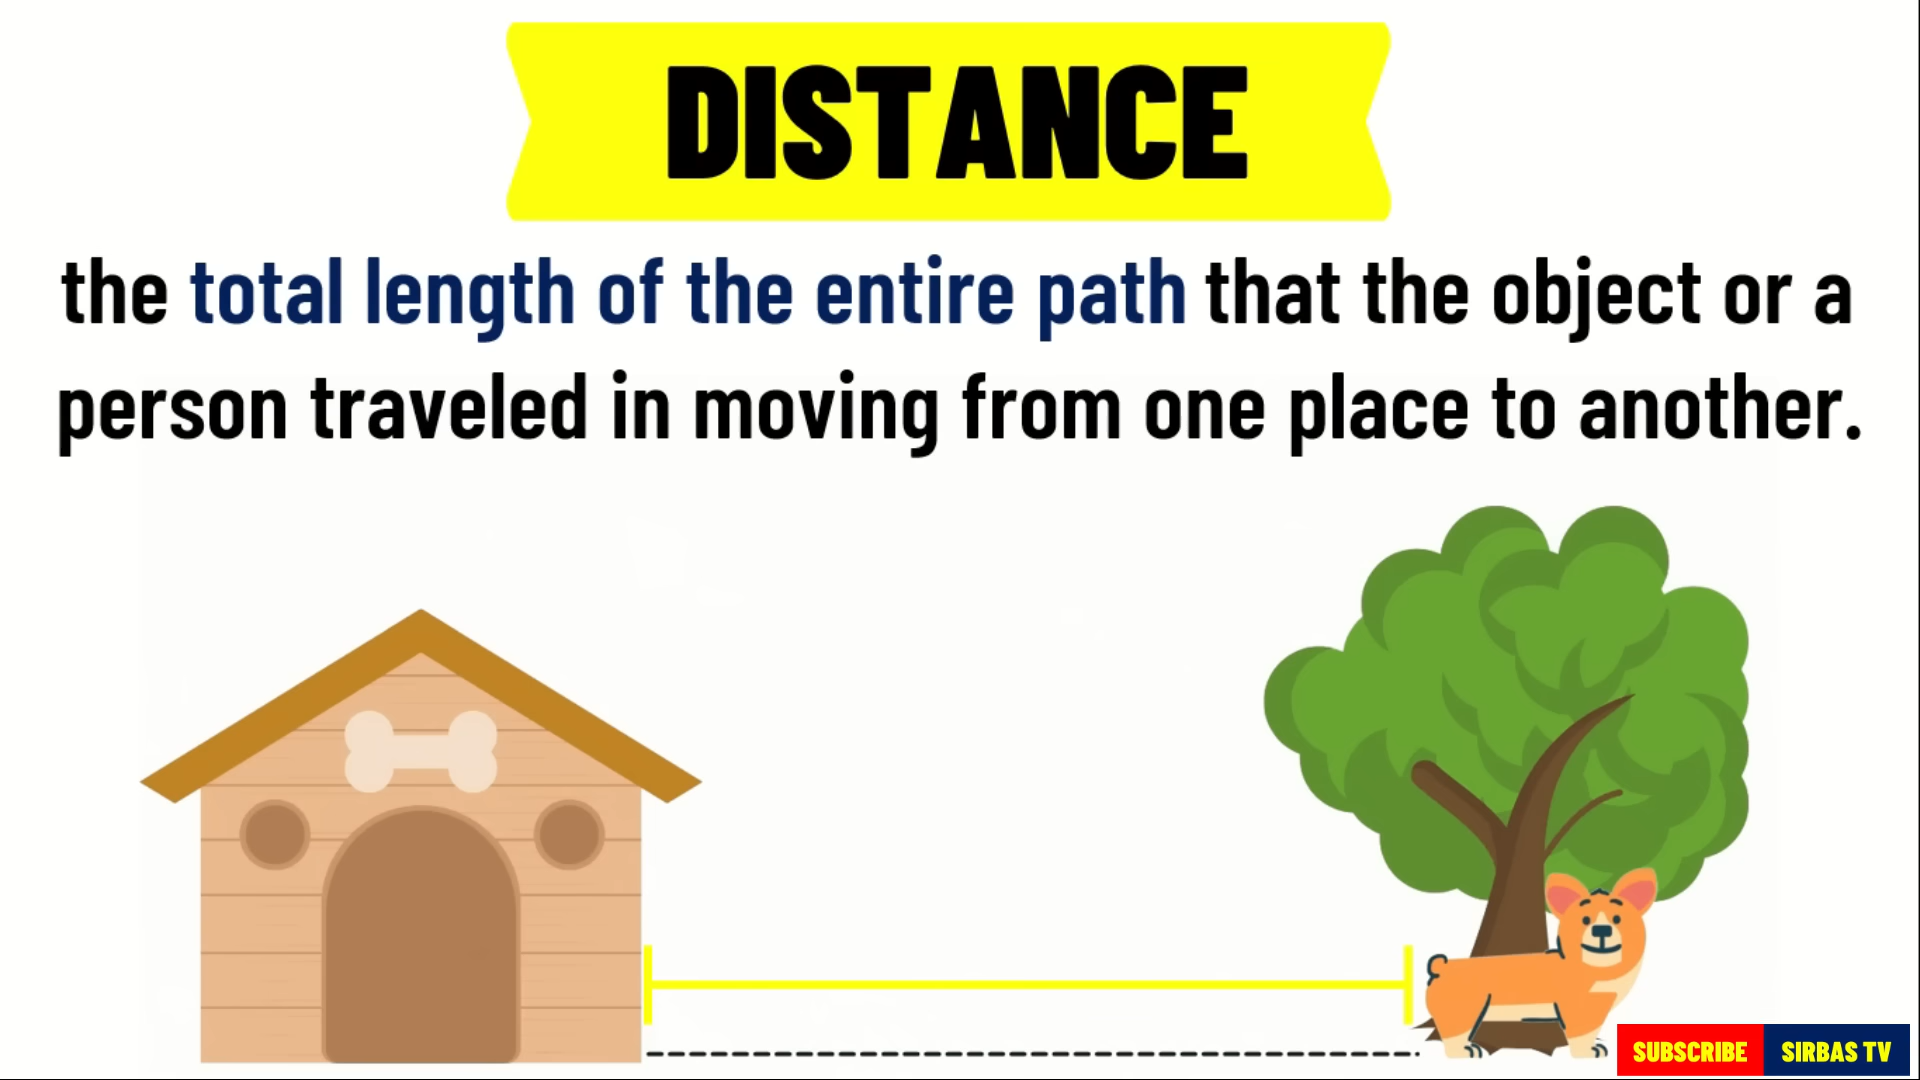 DISTANCE
the total length of the entire path that the object or a
person traveled in moving from one place to another.
SUBSCRIBE SIRBAS TV